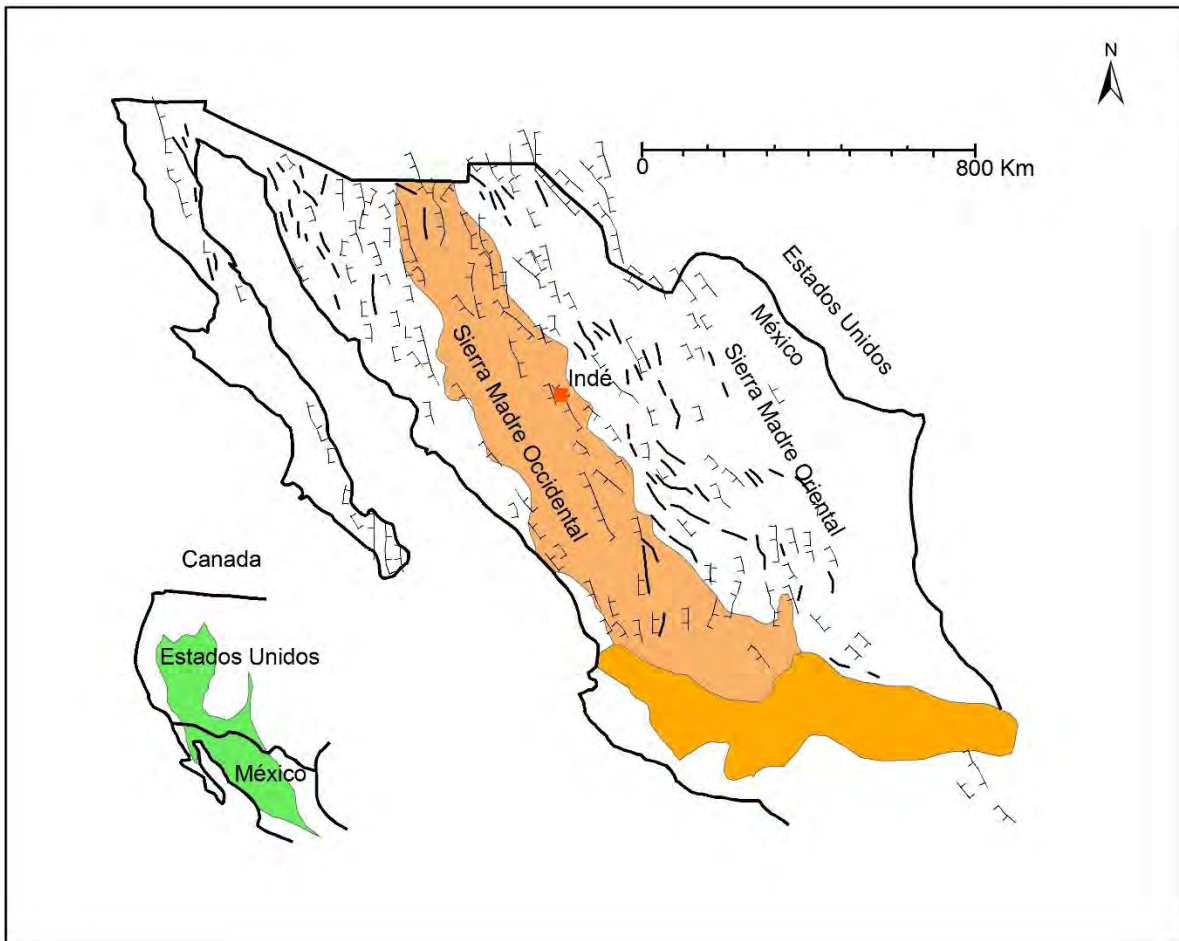 N
0
800 Km
Estados Unidos
México
Sierra Madre Oriental
Indé
Sierra Madre Occidental
Canada
Estados Unidos
México